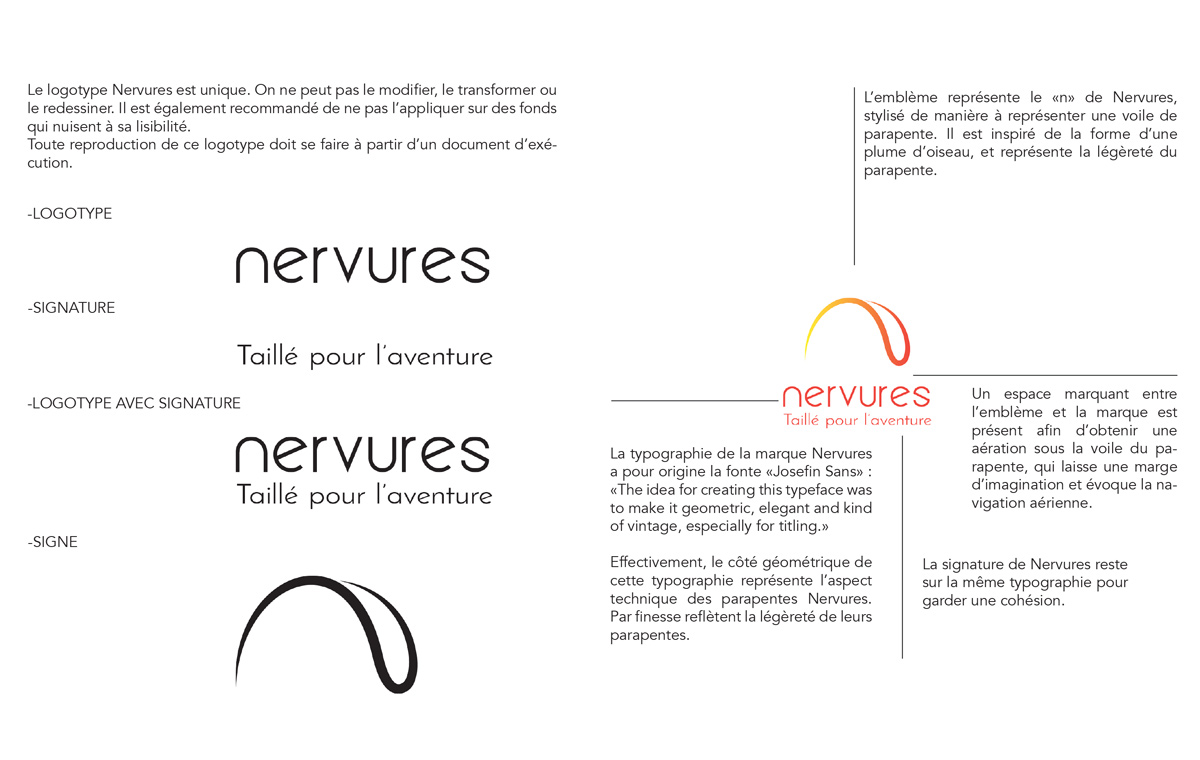 Le logotype Nervures est unique. On ne peut pas le modifier, le transformer ou
le redessiner. Il est également recommandé de ne pas l’appliquer sur des fonds
qui nuisent à sa lisibilité.
Toute reproduction de ce logotype doit se faire à partir d’un document d’exé-
cution.
-LOGOTYPE
nervures
-SIGNATURE
Taillé pour l’aventure
-LOGOTYPE AVEC SIGNATURE
nervures
Taillé pour l’aventure
-SIGNE
L’emblème représente le «n» de Nervures,
stylisé de manière à représenter une voile de
parapente. Il est inspiré de la forme d’une
plume d’oiseau, et représente la légèreté du
parapente.
nervures
Taillé pour l’aventure
Un espace marquant entre
l’emblème et la marque est
présent afin d’obtenir une
aération sous la voile du pa-
rapente, qui laisse une marge
d’imagination et évoque la na-
vigation aérienne.
La typographie de la marque Nervures
a pour origine la fonte «Josefin Sans» :
«The idea for creating this typeface was
to make it geometric, elegant and kind
of vintage, especially for titling.»
Effectivement, le côté géométrique de
cette typographie représente l’aspect
technique des parapentes Nervures.
Par finesse reflètent la légèreté de leurs
parapentes.
La signature de Nervures reste
sur la même typographie pour
garder une cohésion.